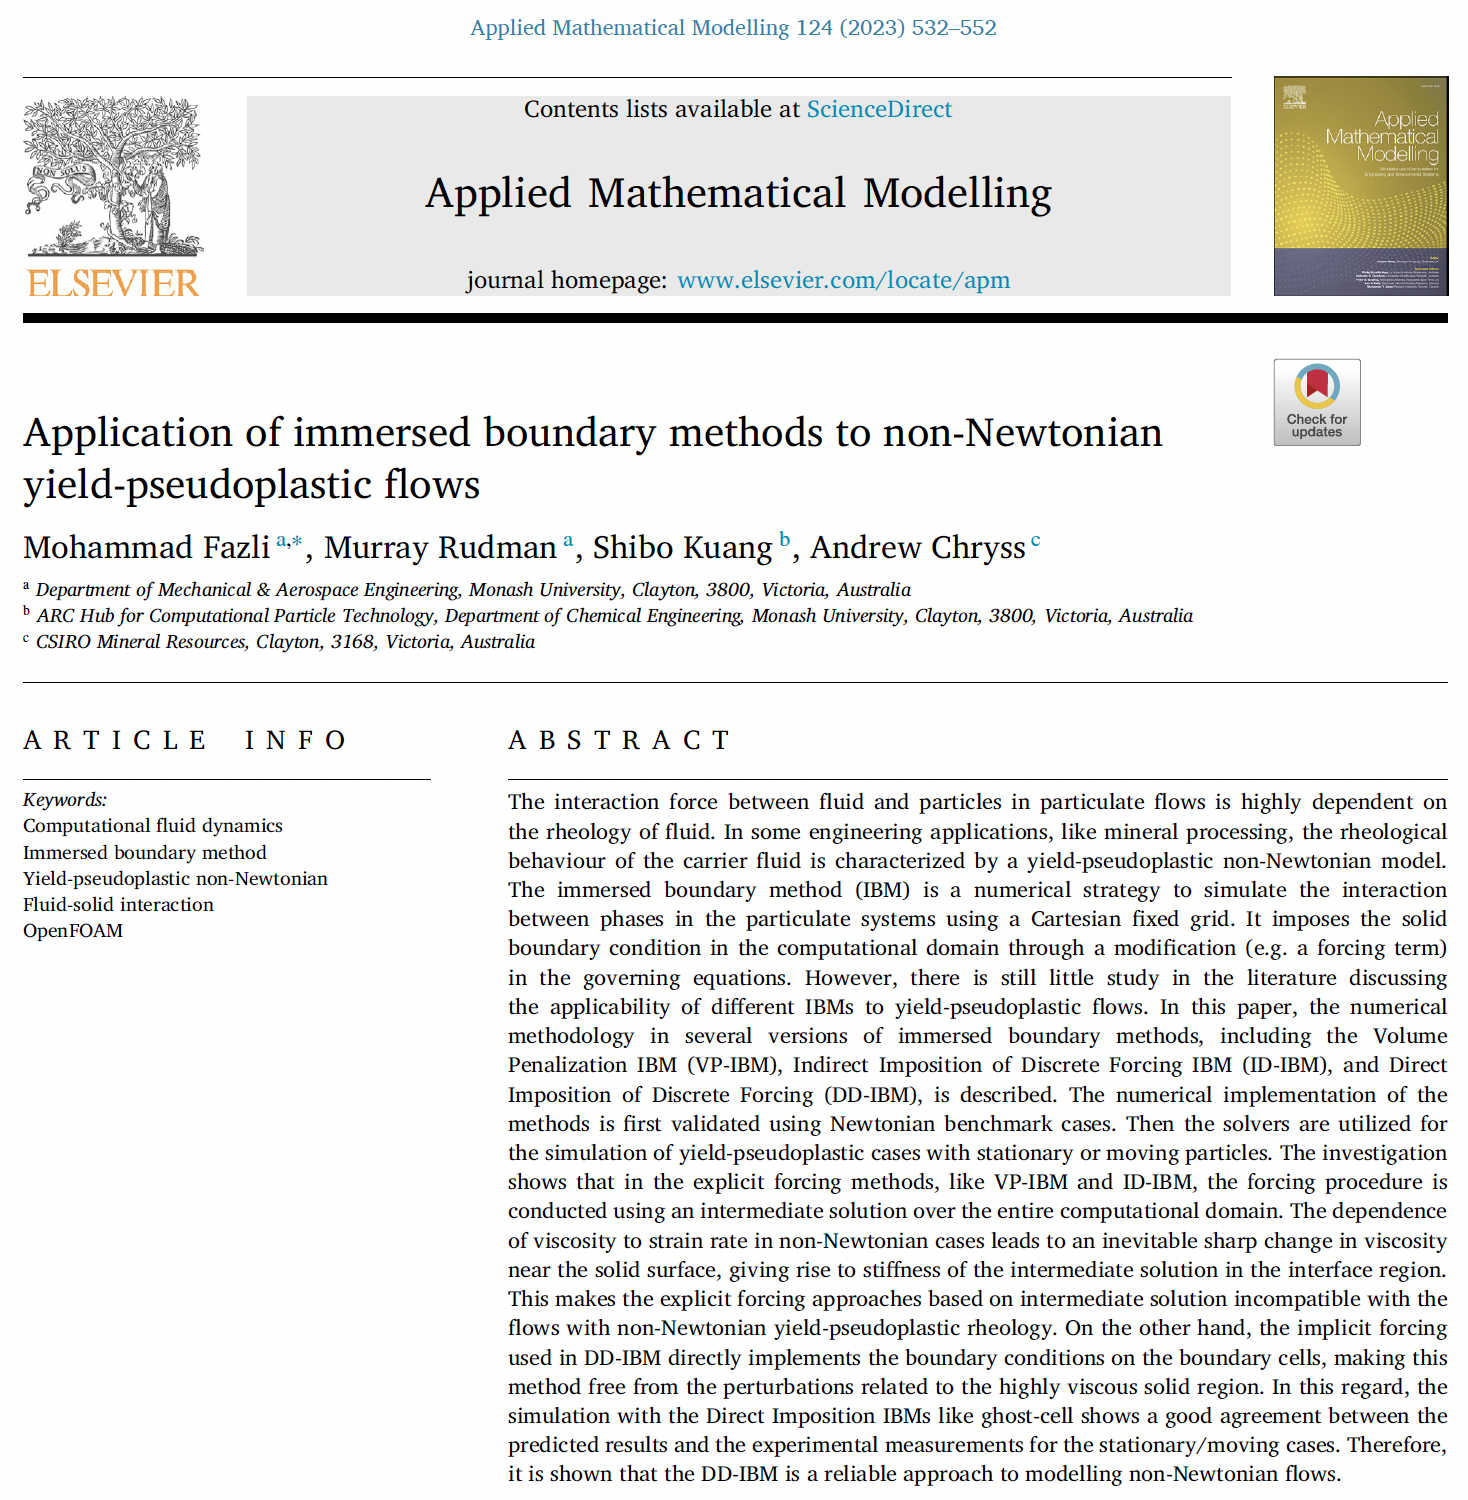 Applied Mathematical Modelling 124 (2023) 532–552
Contents lists available at ScienceDirect
Applied Mathematical Modelling
journal homepage: www.elsevier.com/locate/apm
NON SOLUS
ELSEVIER
Applied
Mathematical
Modelling
Check for
updates
Application of immersed boundary methods to non-Newtonian
yield-pseudoplastic flows
Mohammad Fazli a,*, Murray Rudman a, Shibo Kuang b, Andrew Chryss c
a Department of Mechanical & Aerospace Engineering, Monash University, Clayton, 3800, Victoria, Australia
b ARC Hub for Computational Particle Technology, Department of Chemical Engineering, Monash University, Clayton, 3800, Victoria, Australia
c CSIRO Mineral Resources, Clayton, 3168, Victoria, Australia
ARTICLE INFO
Keywords:
Computational fluid dynamics
Immersed boundary method
Yield-pseudoplastic non-Newtonian
Fluid-solid interaction
OpenFOAM
ABSTRACT
The interaction force between fluid and particles in particulate flows is highly dependent on
the rheology of fluid. In some engineering applications, like mineral processing, the rheological
behaviour of the carrier fluid is characterized by a yield-pseudoplastic non-Newtonian model.
The immersed boundary method (IBM) is a numerical strategy to simulate the interaction
between phases in the particulate systems using a Cartesian fixed grid. It imposes the solid
boundary condition in the computational domain through a modification (e.g. a forcing term)
in the governing equations. However, there is still little study in the literature discussing
the applicability of different IBMs to yield-pseudoplastic flows. In this paper, the numerical
methodology in several versions of immersed boundary methods, including the Volume
Penalization IBM (VP-IBM), Indirect Imposition of Discrete Forcing IBM (ID-IBM), and Direct
Imposition of Discrete Forcing (DD-IBM), is described. The numerical implementation of the
methods is first validated using Newtonian benchmark cases. Then the solvers are utilized for
the simulation of yield-pseudoplastic cases with stationary or moving particles. The investigation
shows that in the explicit forcing methods, like VP-IBM and ID-IBM, the forcing procedure is
conducted using an intermediate solution over the entire computational domain. The dependence
of viscosity to strain rate in non-Newtonian cases leads to an inevitable sharp change in viscosity
near the solid surface, giving rise to stiffness of the intermediate solution in the interface region.
This makes the explicit forcing approaches based on intermediate solution incompatible with the
flows with non-Newtonian yield-pseudoplastic rheology. On the other hand, the implicit forcing
used in DD-IBM directly implements the boundary conditions on the boundary cells, making this
method free from the perturbations related to the highly viscous solid region. In this regard, the
simulation with the Direct Imposition IBMs like ghost-cell shows a good agreement between the
predicted results and the experimental measurements for the stationary/moving cases. Therefore,
it is shown that the DD-IBM is a reliable approach to modelling non-Newtonian flows.